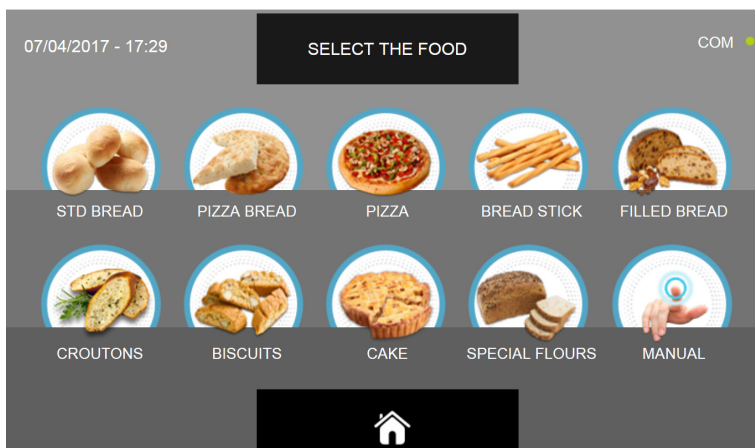 07/04/2017 - 17:29
SELECT THE FOOD
COM
STD BREAD
PIZZA BREAD
PIZZA
BREAD STICK
FILLED BREAD
CROUTONS
BISCUITS
CAKE
SPECIAL FLOURS
MANUAL